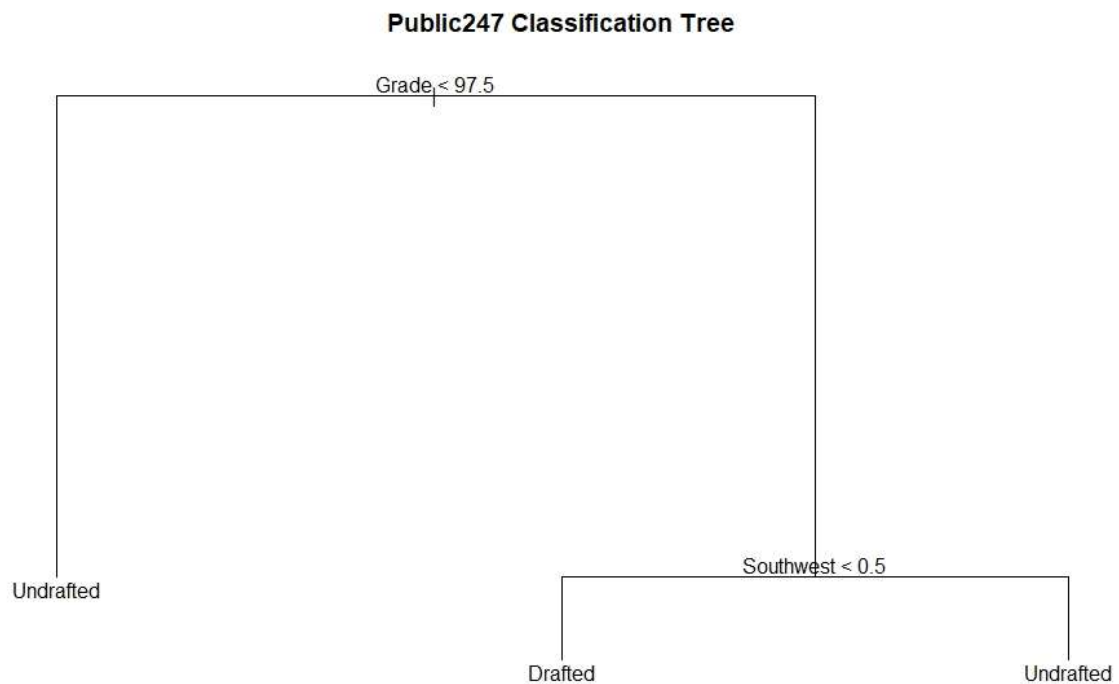 Public247 Classification Tree
Grade < 97.5
Southwest < 0.5
Undrafted
Drafted
Undrafted